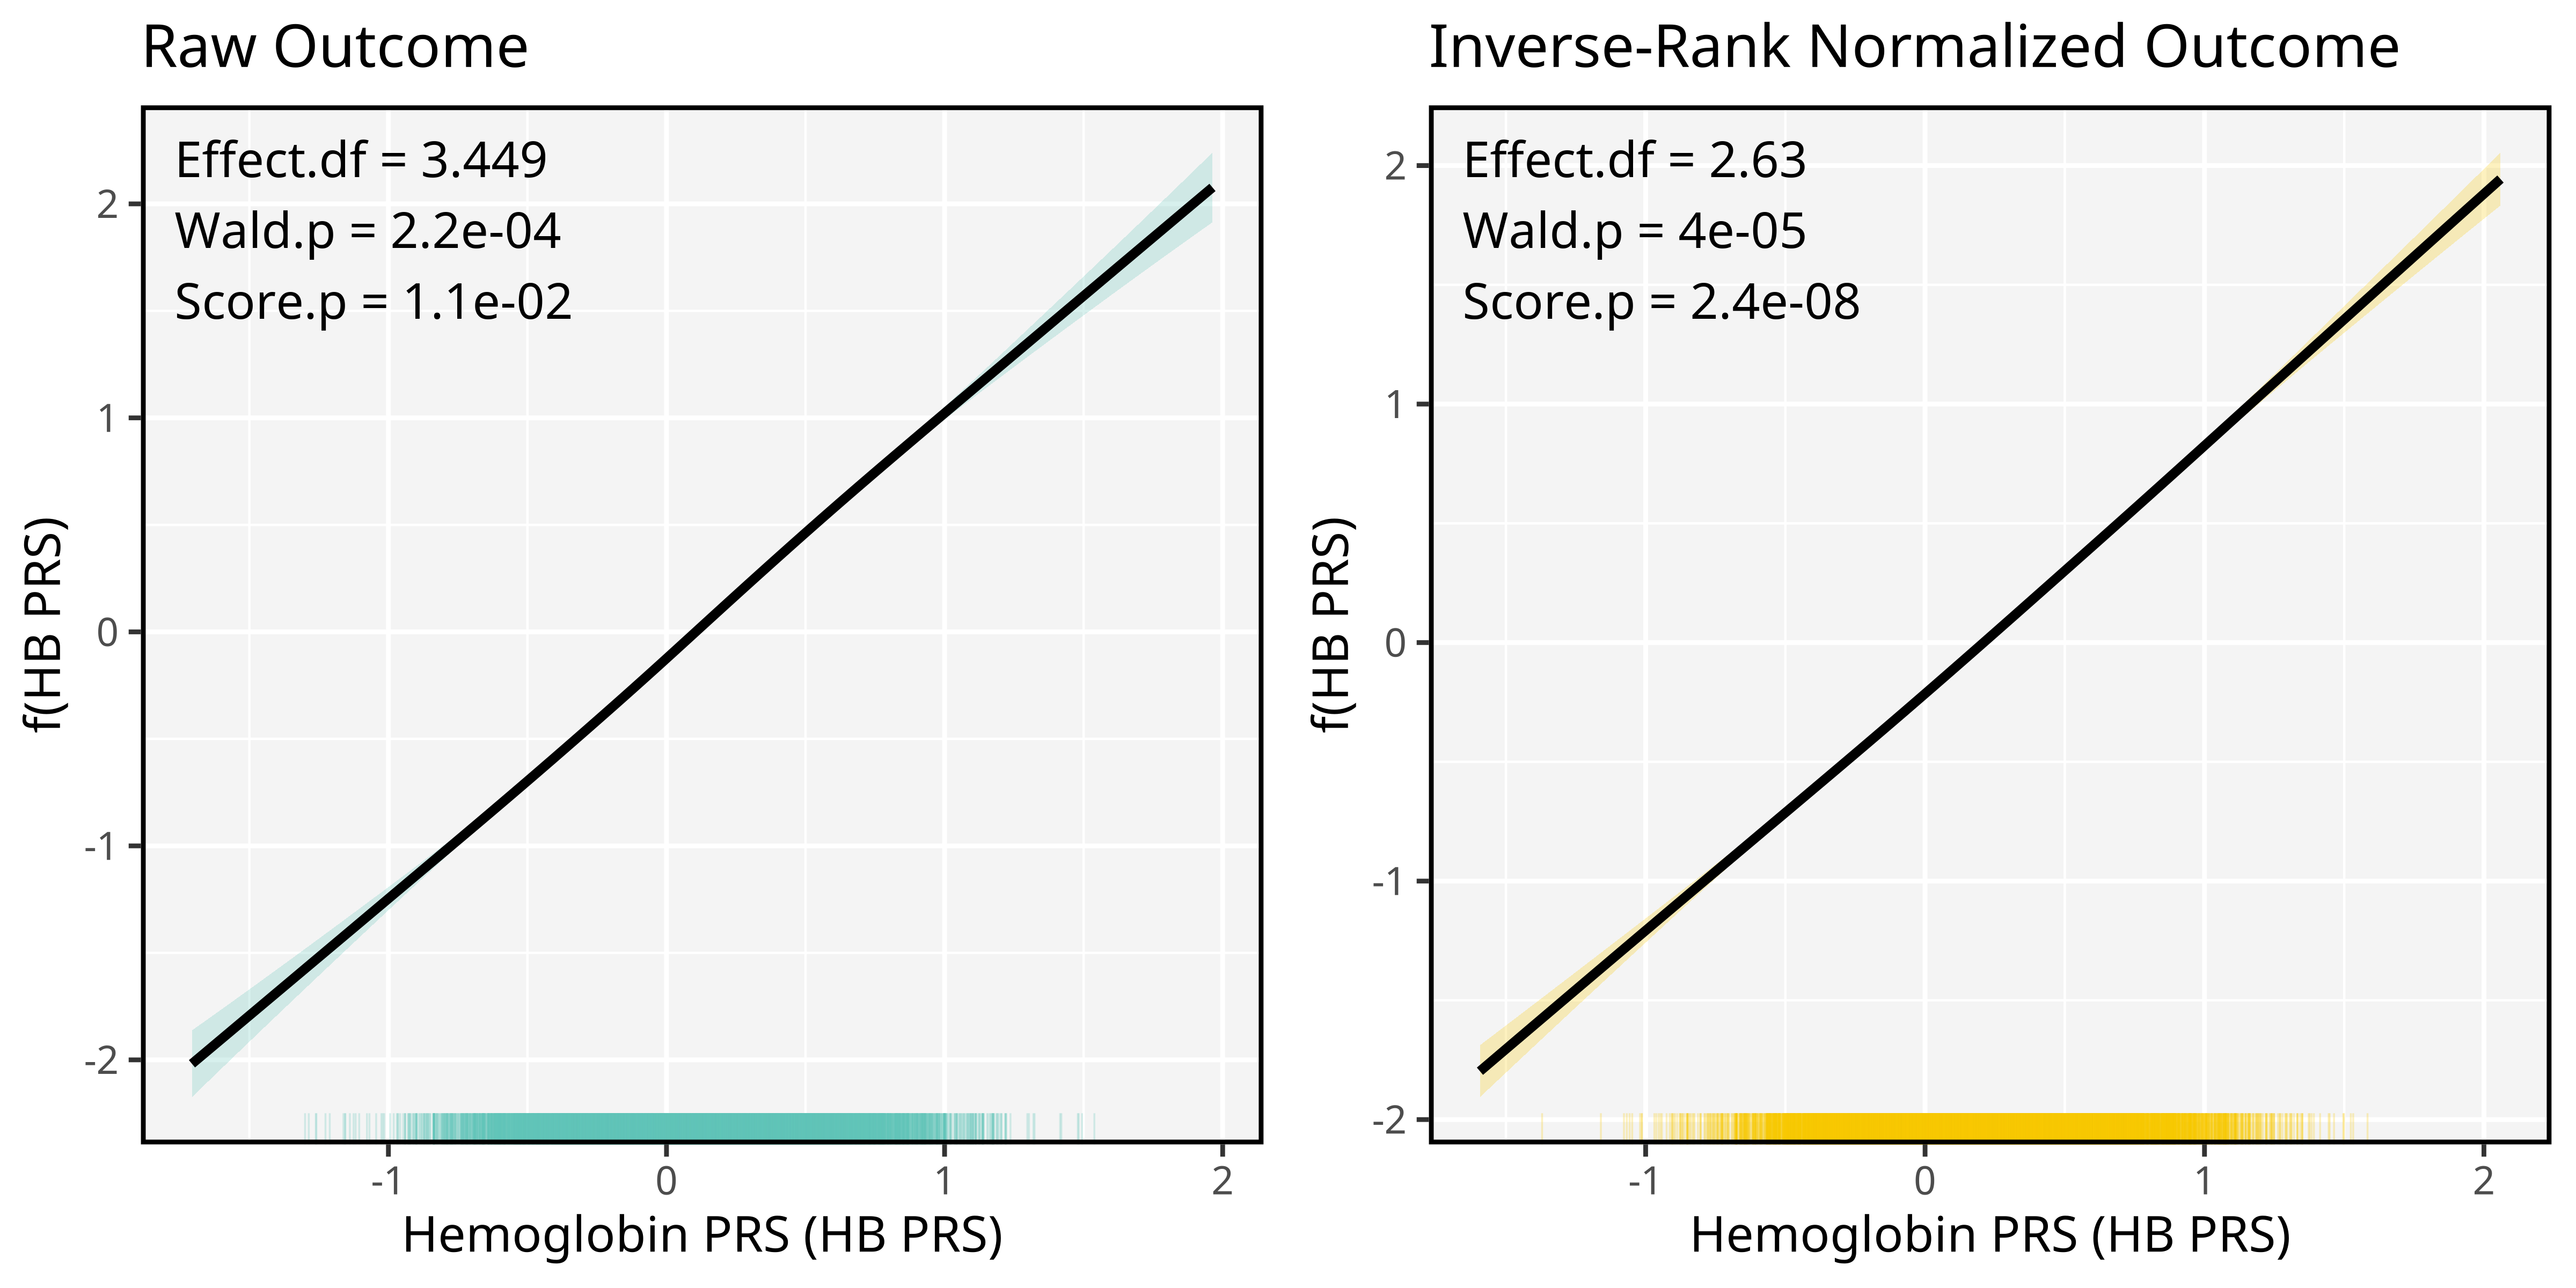 Raw Outcome
Effect.df = 3.449
Wald.p = 2.2e-04
Score.p = 1.1e-02
f(HB PRS)
2
1
0
-1
-2
-1
0
1
2
Hemoglobin PRS (HB PRS)
Inverse-Rank Normalized Outcome
Effect.df = 2.63
Wald.p = 4e-05
Score.p = 2.4e-08
f(HB PRS)
2
1
0
-1
-2
-1
0
1
2
Hemoglobin PRS (HB PRS)